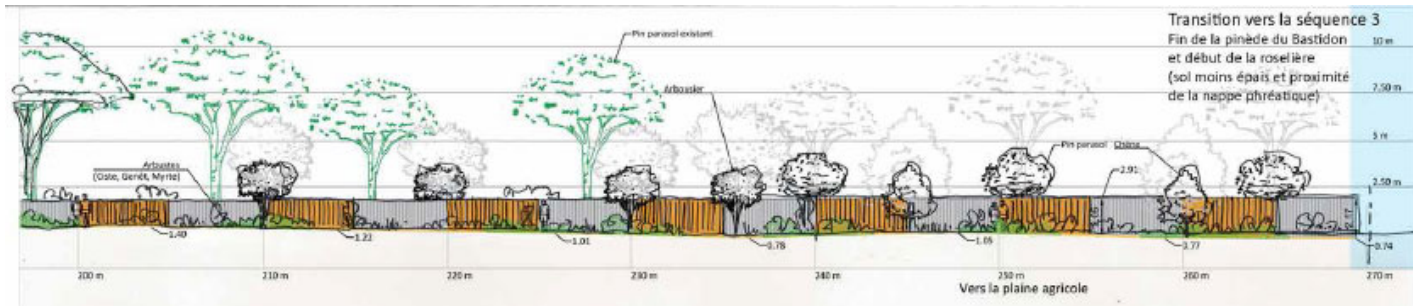 Transition vers la séquence 3
Fin de la pinède du Bastidon
et début de la roselière
(sol moins épais et proximité
de la nappe phréatique)
10 m
7.50 m
5 m
2.50 m
Pin parasol existant
Arbousier
Pin parasol
Chêne
Arbustes
(Ciste, Genêt, Myrte)
2.91
1.40
1.22
1.01
0.78
1.05
0.77
0.74
200 m
210 m
220 m
230 m
240 m
250 m
260 m
270 m
Vers la plaine agricole